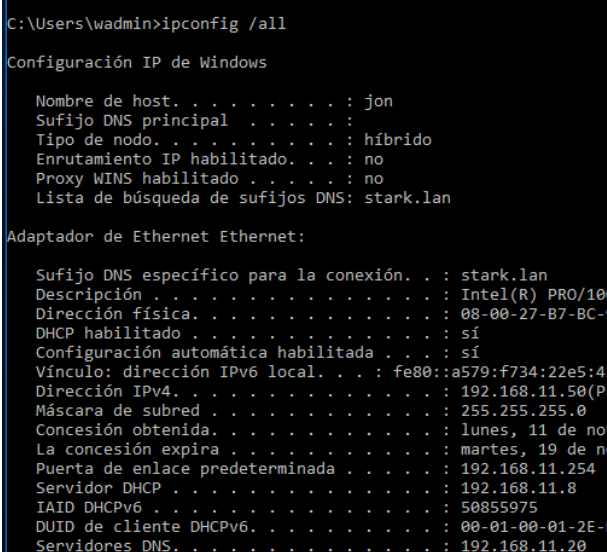 C:\Users\wadmin>ipconfig /all
Configuración IP de Windows
Nombre de host. . . . . . . . . : jon
Sufijo DNS principal  . . . . . :
Tipo de nodo. . . . . . . . . . : híbrido
Enrutamiento IP habilitado. . . : no
Proxy WINS habilitado . . . . . : no
Lista de búsqueda de sufijos DNS: stark.lan
Adaptador de Ethernet Ethernet:
Sufijo DNS específico para la conexión. . : stark.lan
Descripción . . . . . . . . . . . . . . . : Intel(R) PRO/10
Dirección física. . . . . . . . . . . . . : 08-00-27-B7-BC-
DHCP habilitado . . . . . . . . . . . . . : sí
Configuración automática habilitada . . . : sí
Vínculo: dirección IPv6 local. . . : fe80::a579:f734:22e5:4
Dirección IPv4. . . . . . . . . . . . . . : 192.168.11.50(P
Máscara de subred . . . . . . . . . . . . : 255.255.255.0
Concesión obtenida. . . . . . . . . . . . : lunes, 11 de no
La concesión expira . . . . . . . . . . . : martes, 19 de n
Puerta de enlace predeterminada . . . . . : 192.168.11.254
Servidor DHCP . . . . . . . . . . . . . . : 192.168.11.8
IAID DHCPv6 . . . . . . . . . . . . . . . : 50855975
DUID de cliente DHCPv6. . . . . . . . . . : 00-01-00-01-2E-
Servidores DNS. . . . . . . . . . . . . . : 192.168.11.20